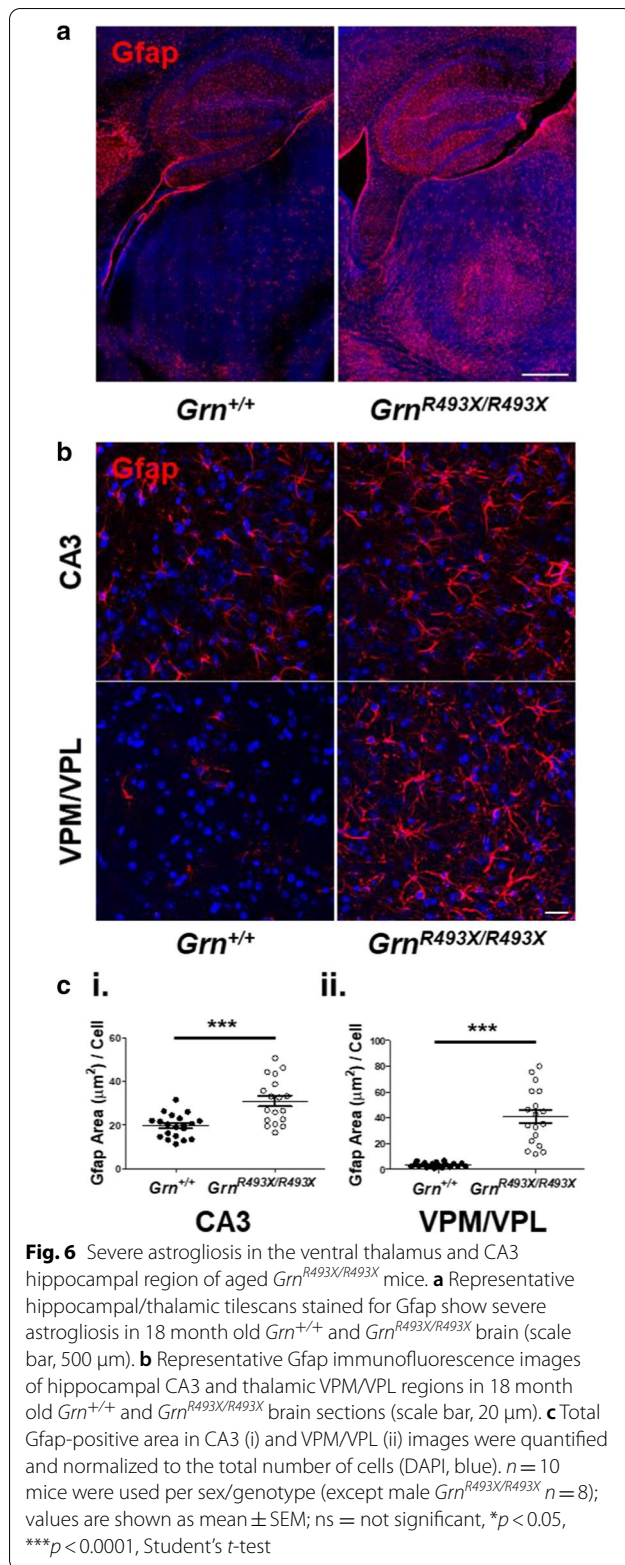 a
Gfap
Grn+/+ GrnR493X/R493X
b
Gfap
CA3
VPM/VPL
Grn+/+ GrnR493X/R493X
c i. ii.
***
Gfap Area (µm2) / Cell
60
40
20
0
Grn+/+ GrnR493X/R493X
CA3
***
Gfap Area (µm2) / Cell
100
80
60
40
20
0
Grn+/+ GrnR493X/R493X
VPM/VPL
Fig. 6 Severe astrogliosis in the ventral thalamus and CA3
hippocampal region of aged GrnR493X/R493X mice. a Representative
hippocampal/thalamic tilescans stained for Gfap show severe
astrogliosis in 18 month old Grn+/+ and GrnR493X/R493X brain (scale
bar, 500 µm). b Representative Gfap immunofluorescence images
of hippocampal CA3 and thalamic VPM/VPL regions in 18 month
old Grn+/+ and GrnR493X/R493X brain sections (scale bar, 20 µm). c Total
Gfap-positive area in CA3 (i) and VPM/VPL (ii) images were quantified
and normalized to the total number of cells (DAPI, blue). n = 10
mice were used per sex/genotype (except male GrnR493X/R493X n = 8);
values are shown as mean ± SEM; ns = not significant, *p < 0.05,
***p < 0.0001, Student's t-test